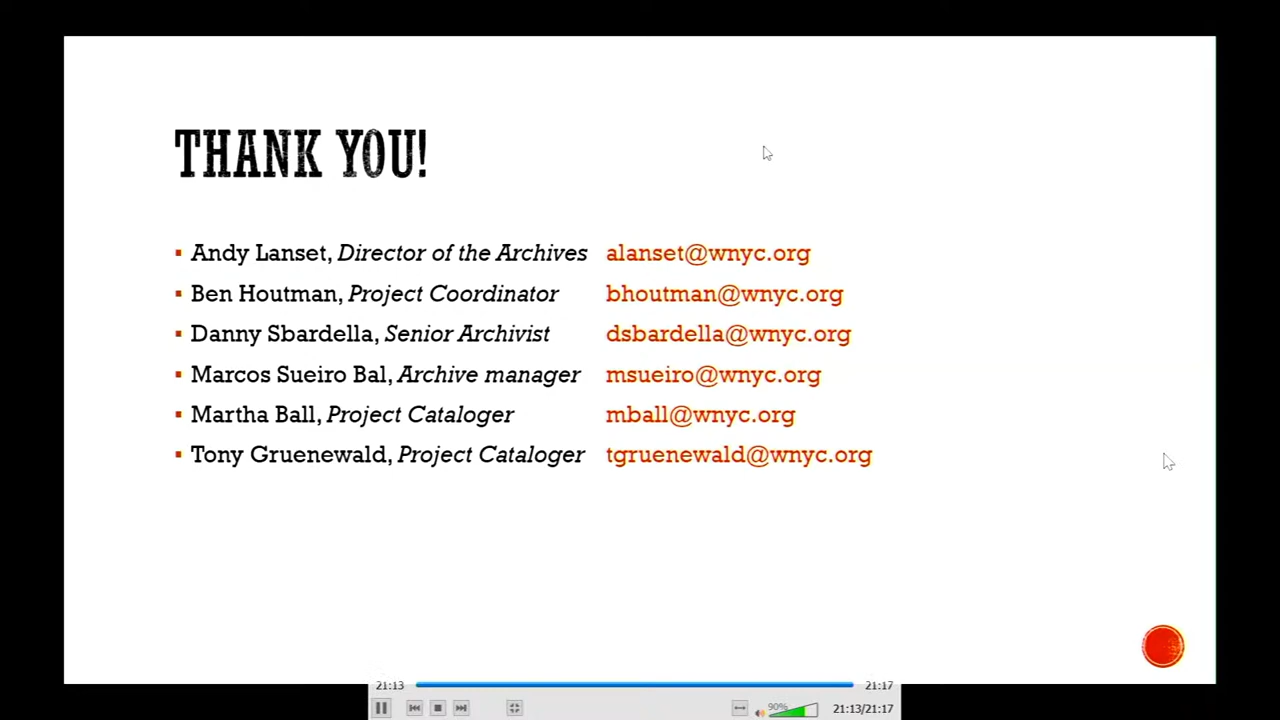 THANK YOU!
▪ Andy Lanset, Director of the Archives alanset@wnyc.org
▪ Ben Houtman, Project Coordinator bhoutman@wnyc.org
▪ Danny Sbardella, Senior Archivist dsbardella@wnyc.org
▪ Marcos Sueiro Bal, Archive manager msueiro@wnyc.org
▪ Martha Ball, Project Cataloger mball@wnyc.org
▪ Tony Gruenewald, Project Cataloger tgruenewald@wnyc.org
21:13 21:17
90% 21:13/21:17